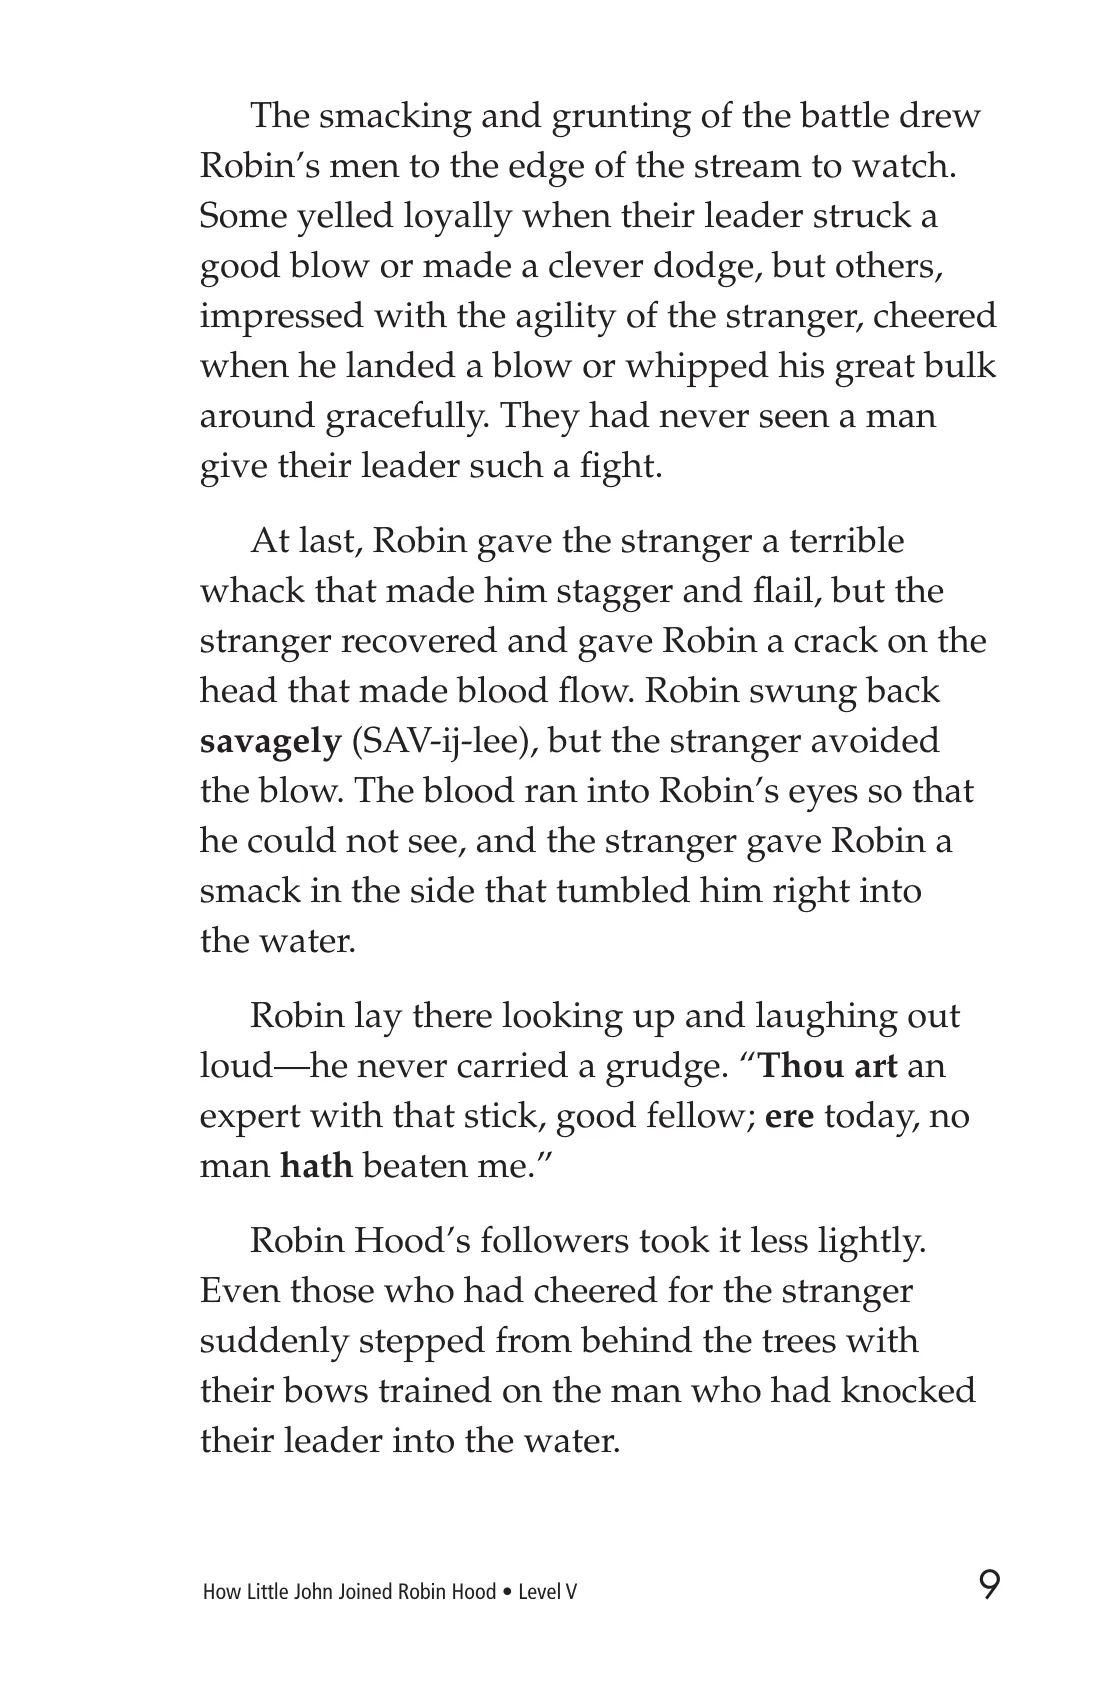 The smacking and grunting of the battle drew
Robin’s men to the edge of the stream to watch.
Some yelled loyally when their leader struck a
good blow or made a clever dodge, but others,
impressed with the agility of the stranger, cheered
when he landed a blow or whipped his great bulk
around gracefully. They had never seen a man
give their leader such a fight.
At last, Robin gave the stranger a terrible
whack that made him stagger and flail, but the
stranger recovered and gave Robin a crack on the
head that made blood flow. Robin swung back
savagely (SAV-ij-lee), but the stranger avoided
the blow. The blood ran into Robin’s eyes so that
he could not see, and the stranger gave Robin a
smack in the side that tumbled him right into
the water.
Robin lay there looking up and laughing out
loud—he never carried a grudge. “Thou art an
expert with that stick, good fellow; ere today, no
man hath beaten me.”
Robin Hood’s followers took it less lightly.
Even those who had cheered for the stranger
suddenly stepped from behind the trees with
their bows trained on the man who had knocked
their leader into the water.
How Little John Joined Robin Hood • Level V
9